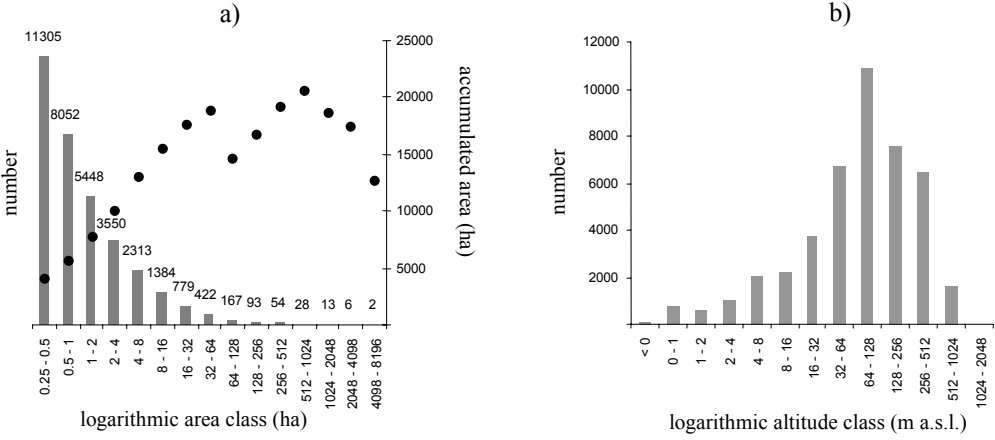 a)
11305
8052
5448
3550
2313
1384
779
422
167
93
54
28
13
6
2
25000
20000
15000
10000
5000
number
accumulated area (ha)
0.25 - 0.5
0.5 - 1
1 - 2
2 - 4
4 - 8
8 - 16
16 - 32
32 - 64
64 - 128
128 - 256
256 - 512
512 - 1024
1024 - 2048
2048 - 4098
4098 - 8196
logarithmic area class (ha)
b)
12000
10000
8000
6000
4000
2000
number
< 0
0 - 1
1 - 2
2 - 4
4 - 8
8 - 16
16 - 32
32 - 64
64 - 128
128 - 256
256 - 512
512 - 1024
1024 - 2048
logarithmic altitude class (m a.s.l.)